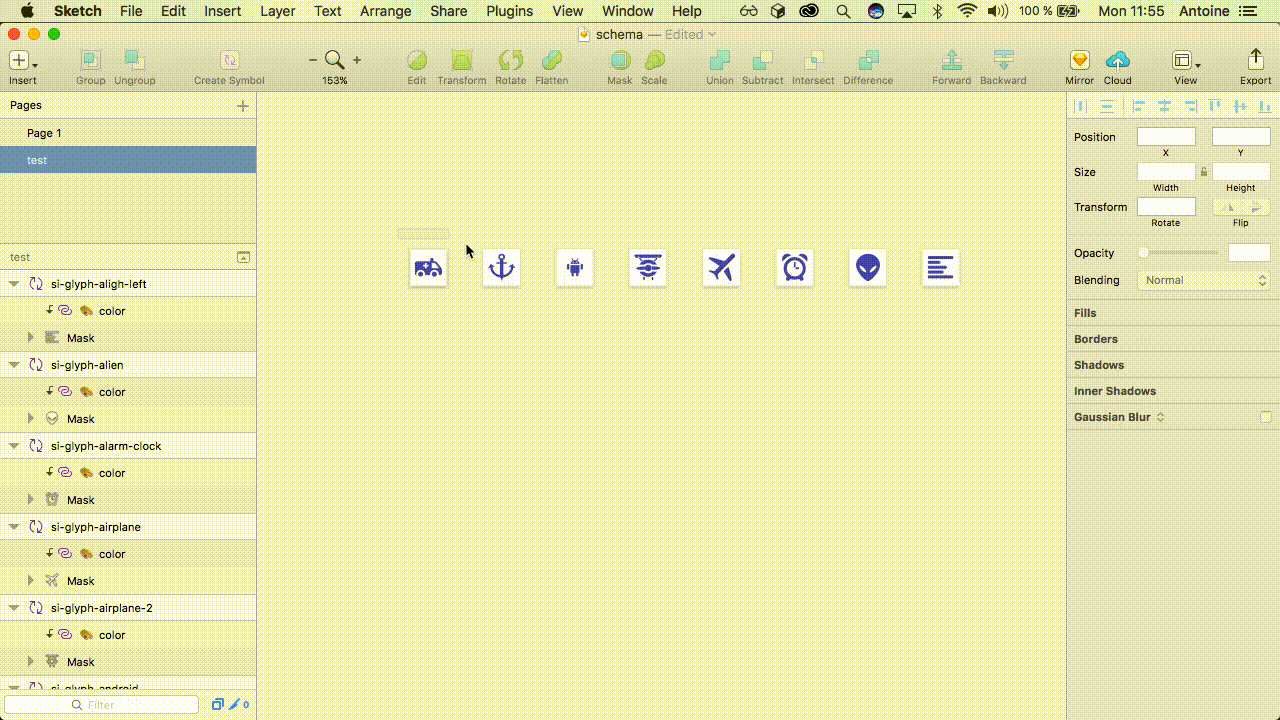 Sketch File Edit Insert Layer Text Arrange Share Plugins View Window Help 100 % Mon 11:55 Antoine
schema — Edited
Insert Group Ungroup Create Symbol 153% Edit Transform Rotate Flatten Mask Scale Union Subtract Intersect Difference Forward Backward Mirror Cloud View Export
Pages
Page 1
test
test
si-glyph-aligh-left
color
Mask
si-glyph-alien
color
Mask
si-glyph-alarm-clock
color
Mask
si-glyph-airplane
color
Mask
si-glyph-airplane-2
color
Mask
si-glyph-android
Filter 0
Position
X Y
Size
Width Height
Transform
Rotate Flip
Opacity
Blending Normal
Fills
Borders
Shadows
Inner Shadows
Gaussian Blur